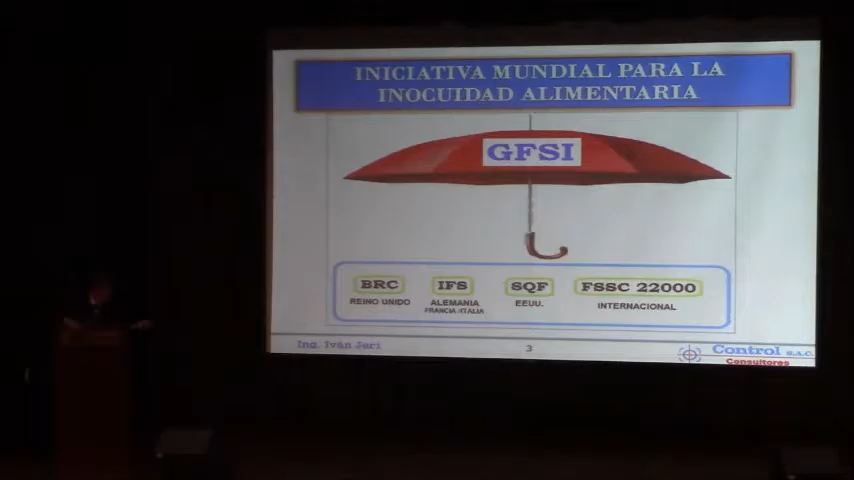 INICIATIVA MUNDIAL PARA LA
INOCUIDAD ALIMENTARIA
GFSI
BRC
REINO UNIDO
IFS
ALEMANIA
FRANCIA ITALIA
SQF
EEUU.
FSSC 22000
INTERNACIONAL
Ing. Iván Jeri
3
Control S.A.C.
Consultores